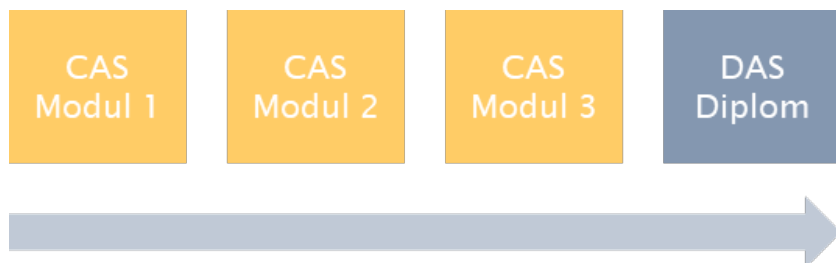 CAS
Modul 1
CAS
Modul 2
CAS
Modul 3
DAS
Diplom